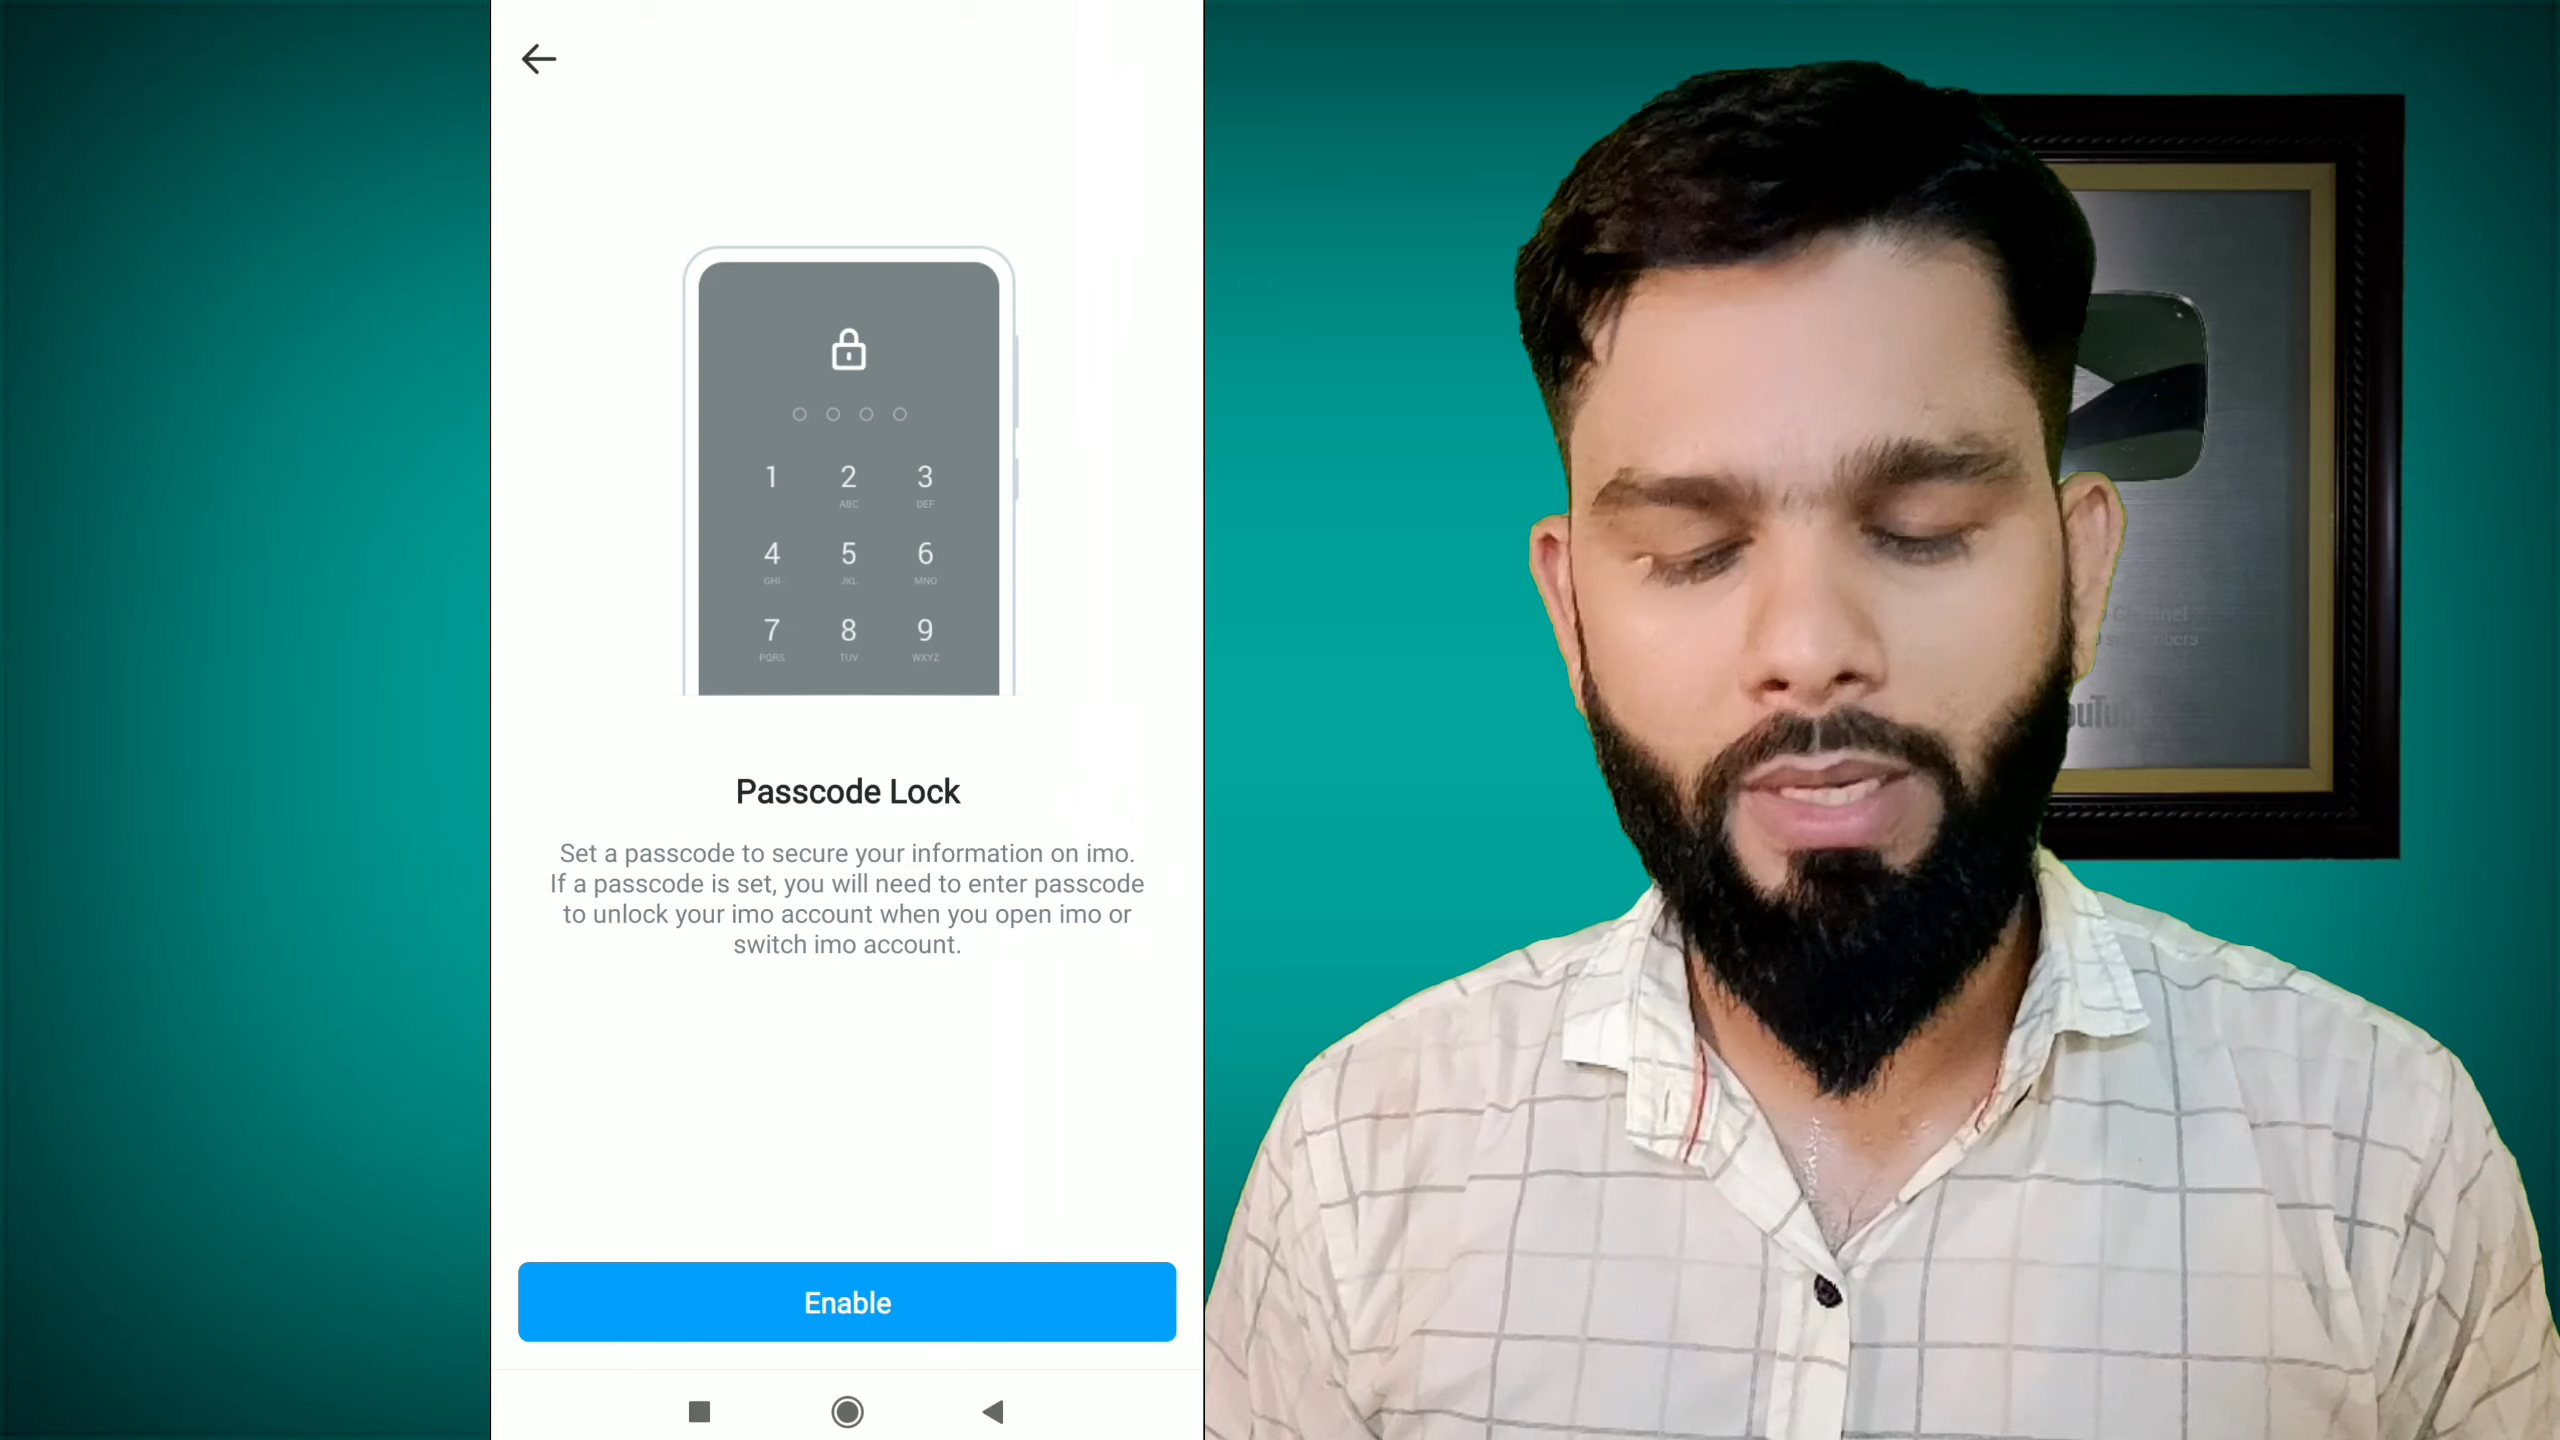 1
2
3
ABC
DEF
4
5
6
GHI
JKL
MNO
7
8
9
PQRS
TUV
WXYZ
Passcode Lock
Set a passcode to secure your information on imo.
If a passcode is set, you will need to enter passcode
to unlock your imo account when you open imo or
switch imo account.
Enable